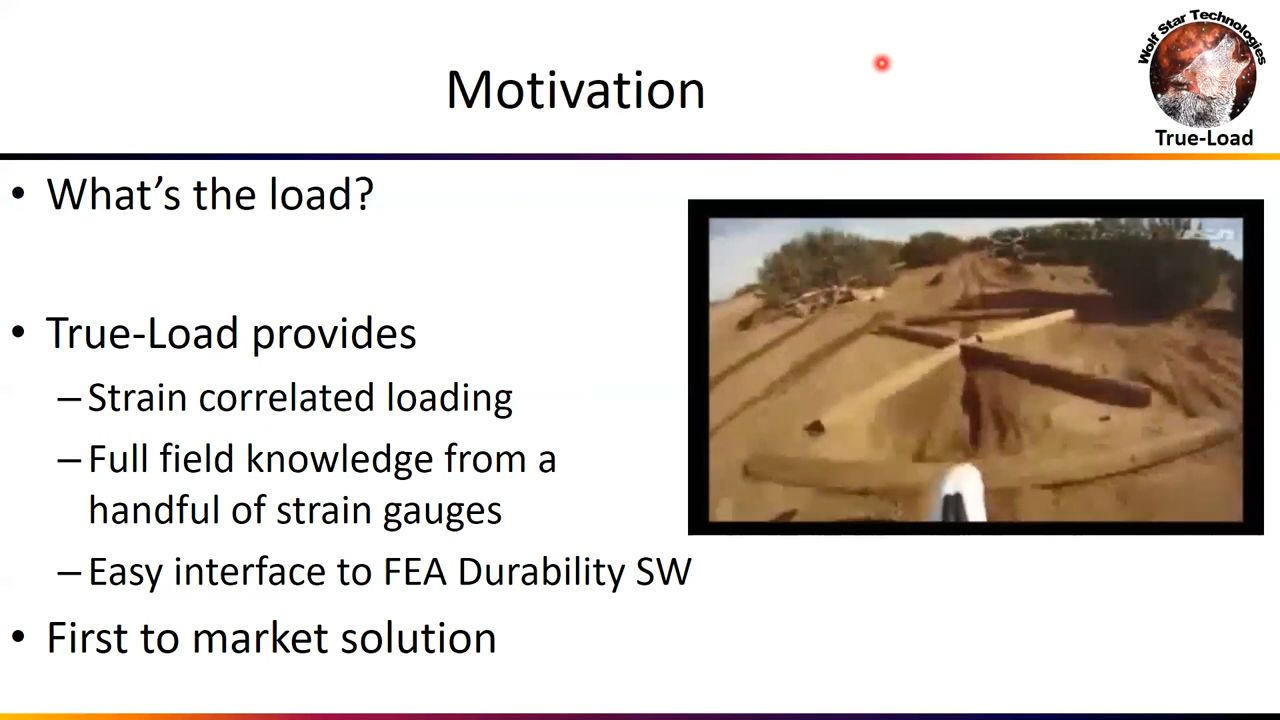 Wolf Star Technologies
True-Load
Motivation
• What's the load?
• True-Load provides
– Strain correlated loading
– Full field knowledge from a
handful of strain gauges
– Easy interface to FEA Durability SW
• First to market solution